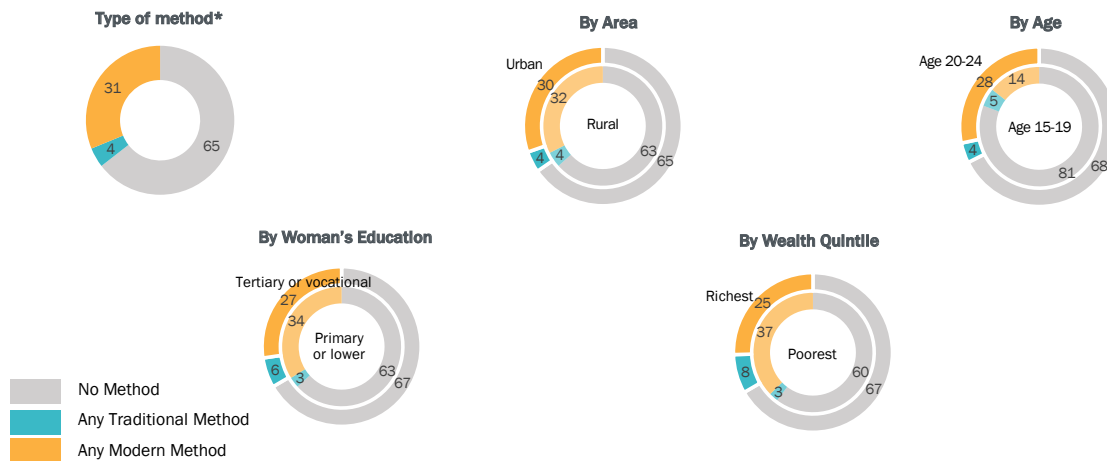 Type of method*
31
4
65
By Area
Urban
30
32
Rural
4
4
63
65
By Age
Age 20-24
28
14
5
Age 15-19
4
81
68
By Woman's Education
Tertiary or vocational
27
34
Primary
or lower
6
3
63
67
By Wealth Quintile
Richest
25
37
Poorest
8
3
60
67
No Method
Any Traditional Method
Any Modern Method